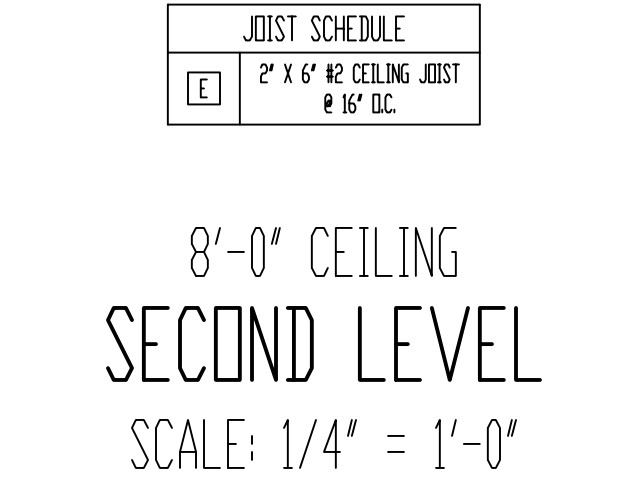 JOIST SCHEDULE
E
2" X 6" #2 CEILING JOIST
@ 16" O.C.
8'-0" CEILING
SECOND LEVEL
SCALE: 1/4" = 1'-0"